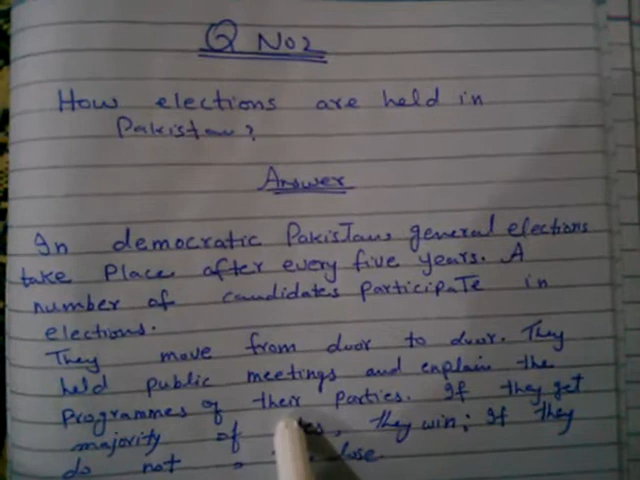 Q No2
How elections are held in
Pakistan?
Answer
In democratic Pakistan, general elections
take Place after every five years. A
number of candidates participate in
elections.
They move from door to door. They
held public meetings and explain the
Programmes of their parties. If they get
majority of they win; If they
do not lose